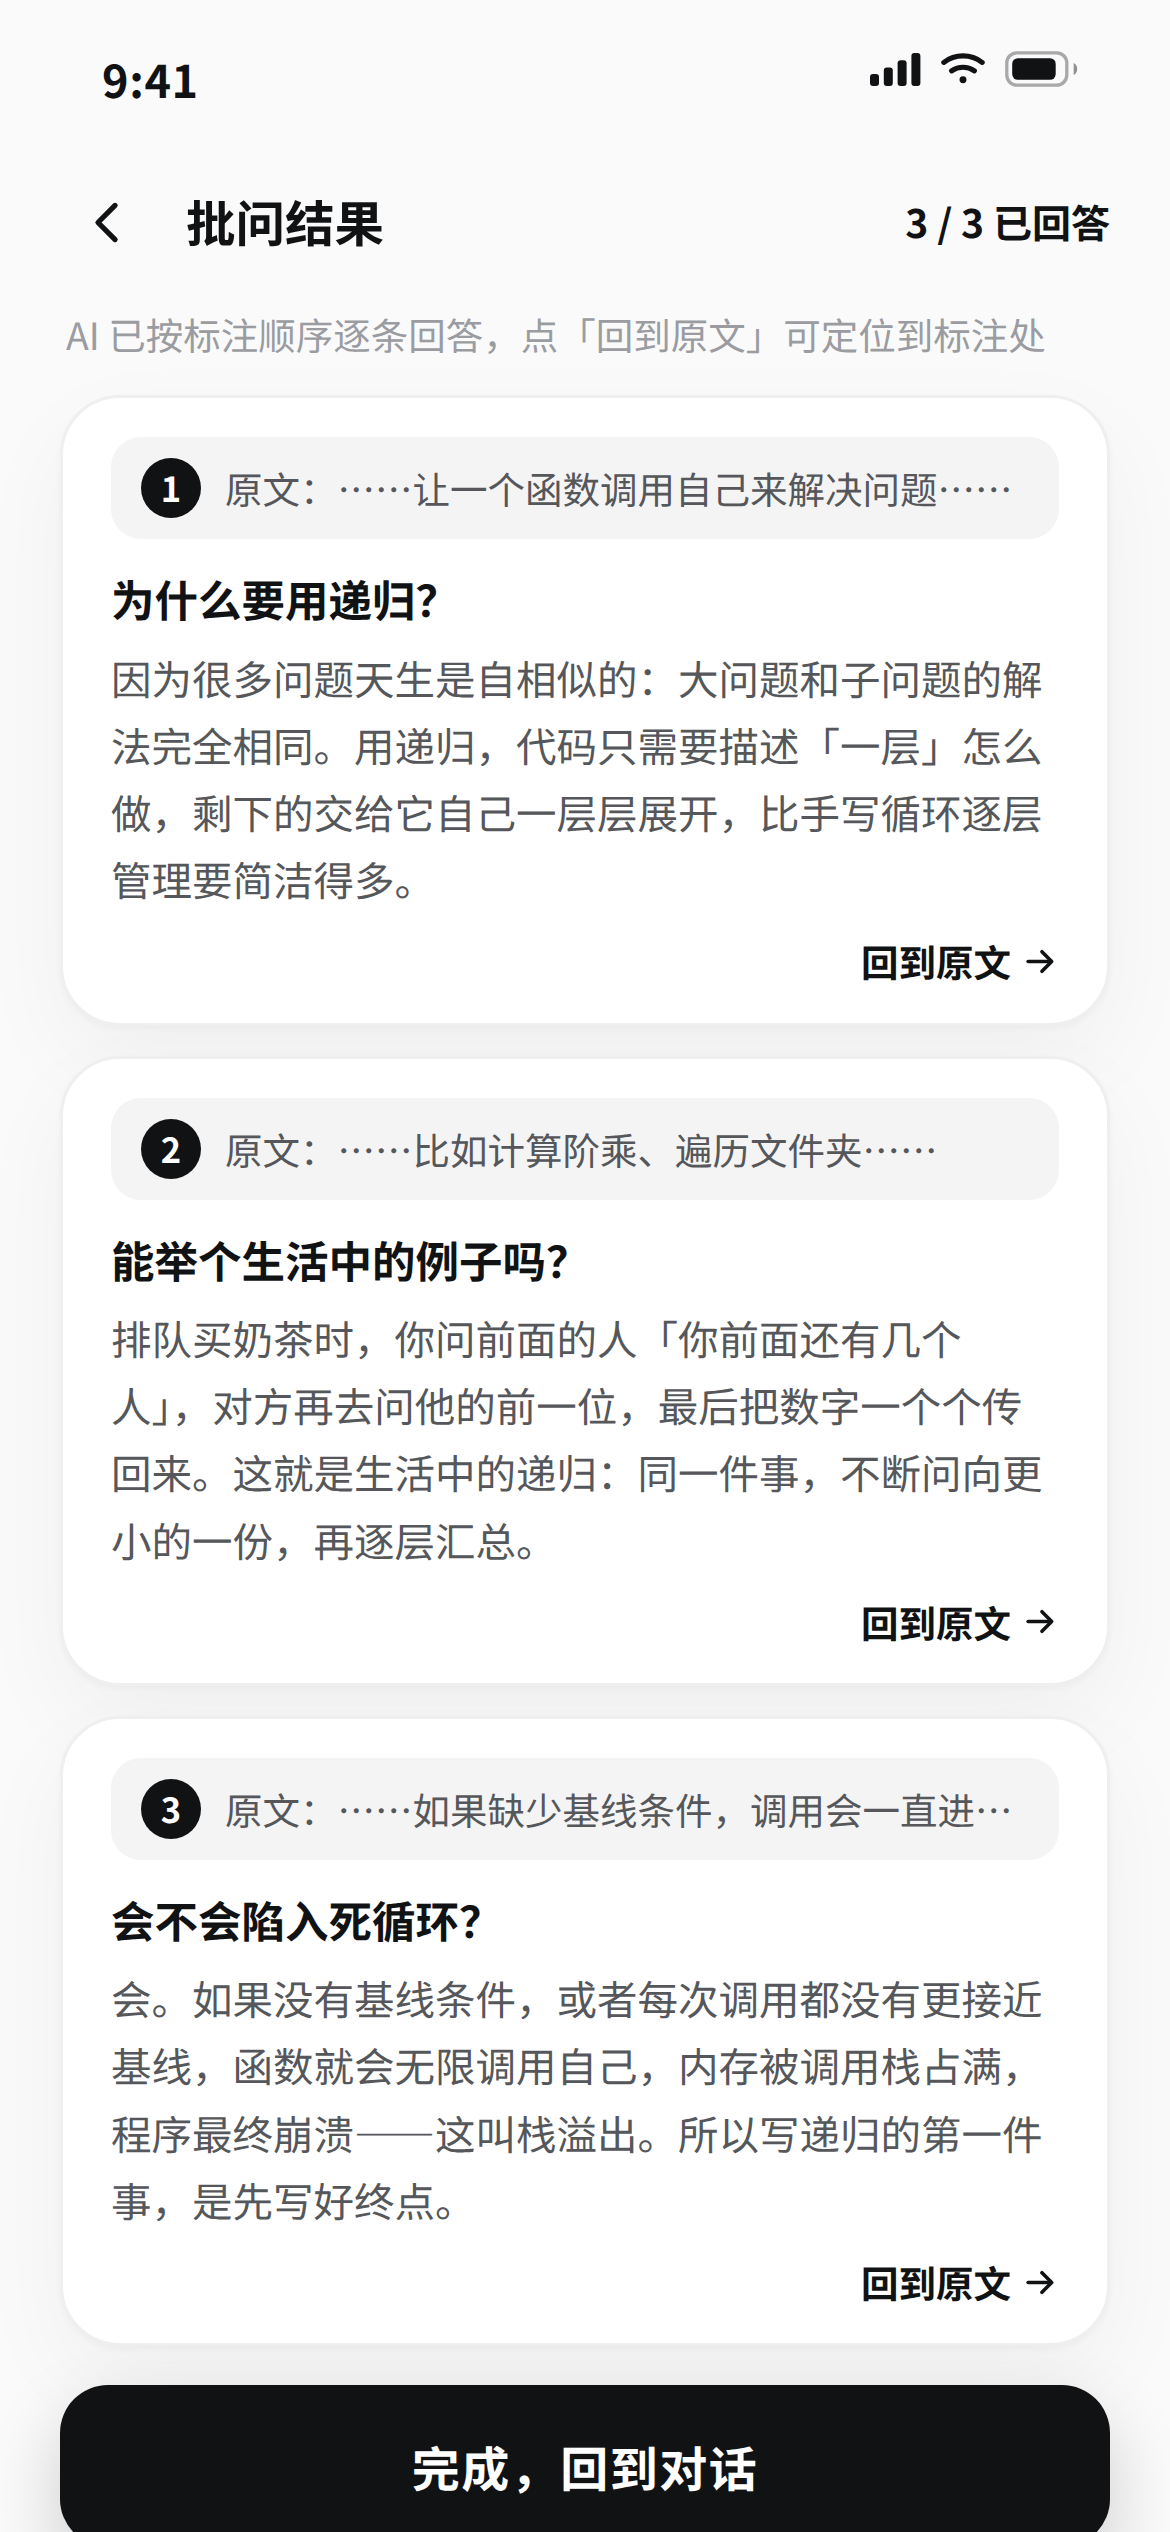 9:41
批问结果
3 / 3 已回答
AI 已按标注顺序逐条回答，点「回到原文」可定位到标注处
1 原文：……让一个函数调用自己来解决问题……
为什么要用递归？
因为很多问题天生是自相似的：大问题和子问题的解
法完全相同。用递归，代码只需要描述「一层」怎么
做，剩下的交给它自己一层层展开，比手写循环逐层
管理要简洁得多。
回到原文 →
2 原文：……比如计算阶乘、遍历文件夹……
能举个生活中的例子吗？
排队买奶茶时，你问前面的人「你前面还有几个
人」，对方再去问他的前一位，最后把数字一个个传
回来。这就是生活中的递归：同一件事，不断问向更
小的一份，再逐层汇总。
回到原文 →
3 原文：……如果缺少基线条件，调用会一直进…
会不会陷入死循环？
会。如果没有基线条件，或者每次调用都没有更接近
基线，函数就会无限调用自己，内存被调用栈占满，
程序最终崩溃——这叫栈溢出。所以写递归的第一件
事，是先写好终点。
回到原文 →
完成，回到对话